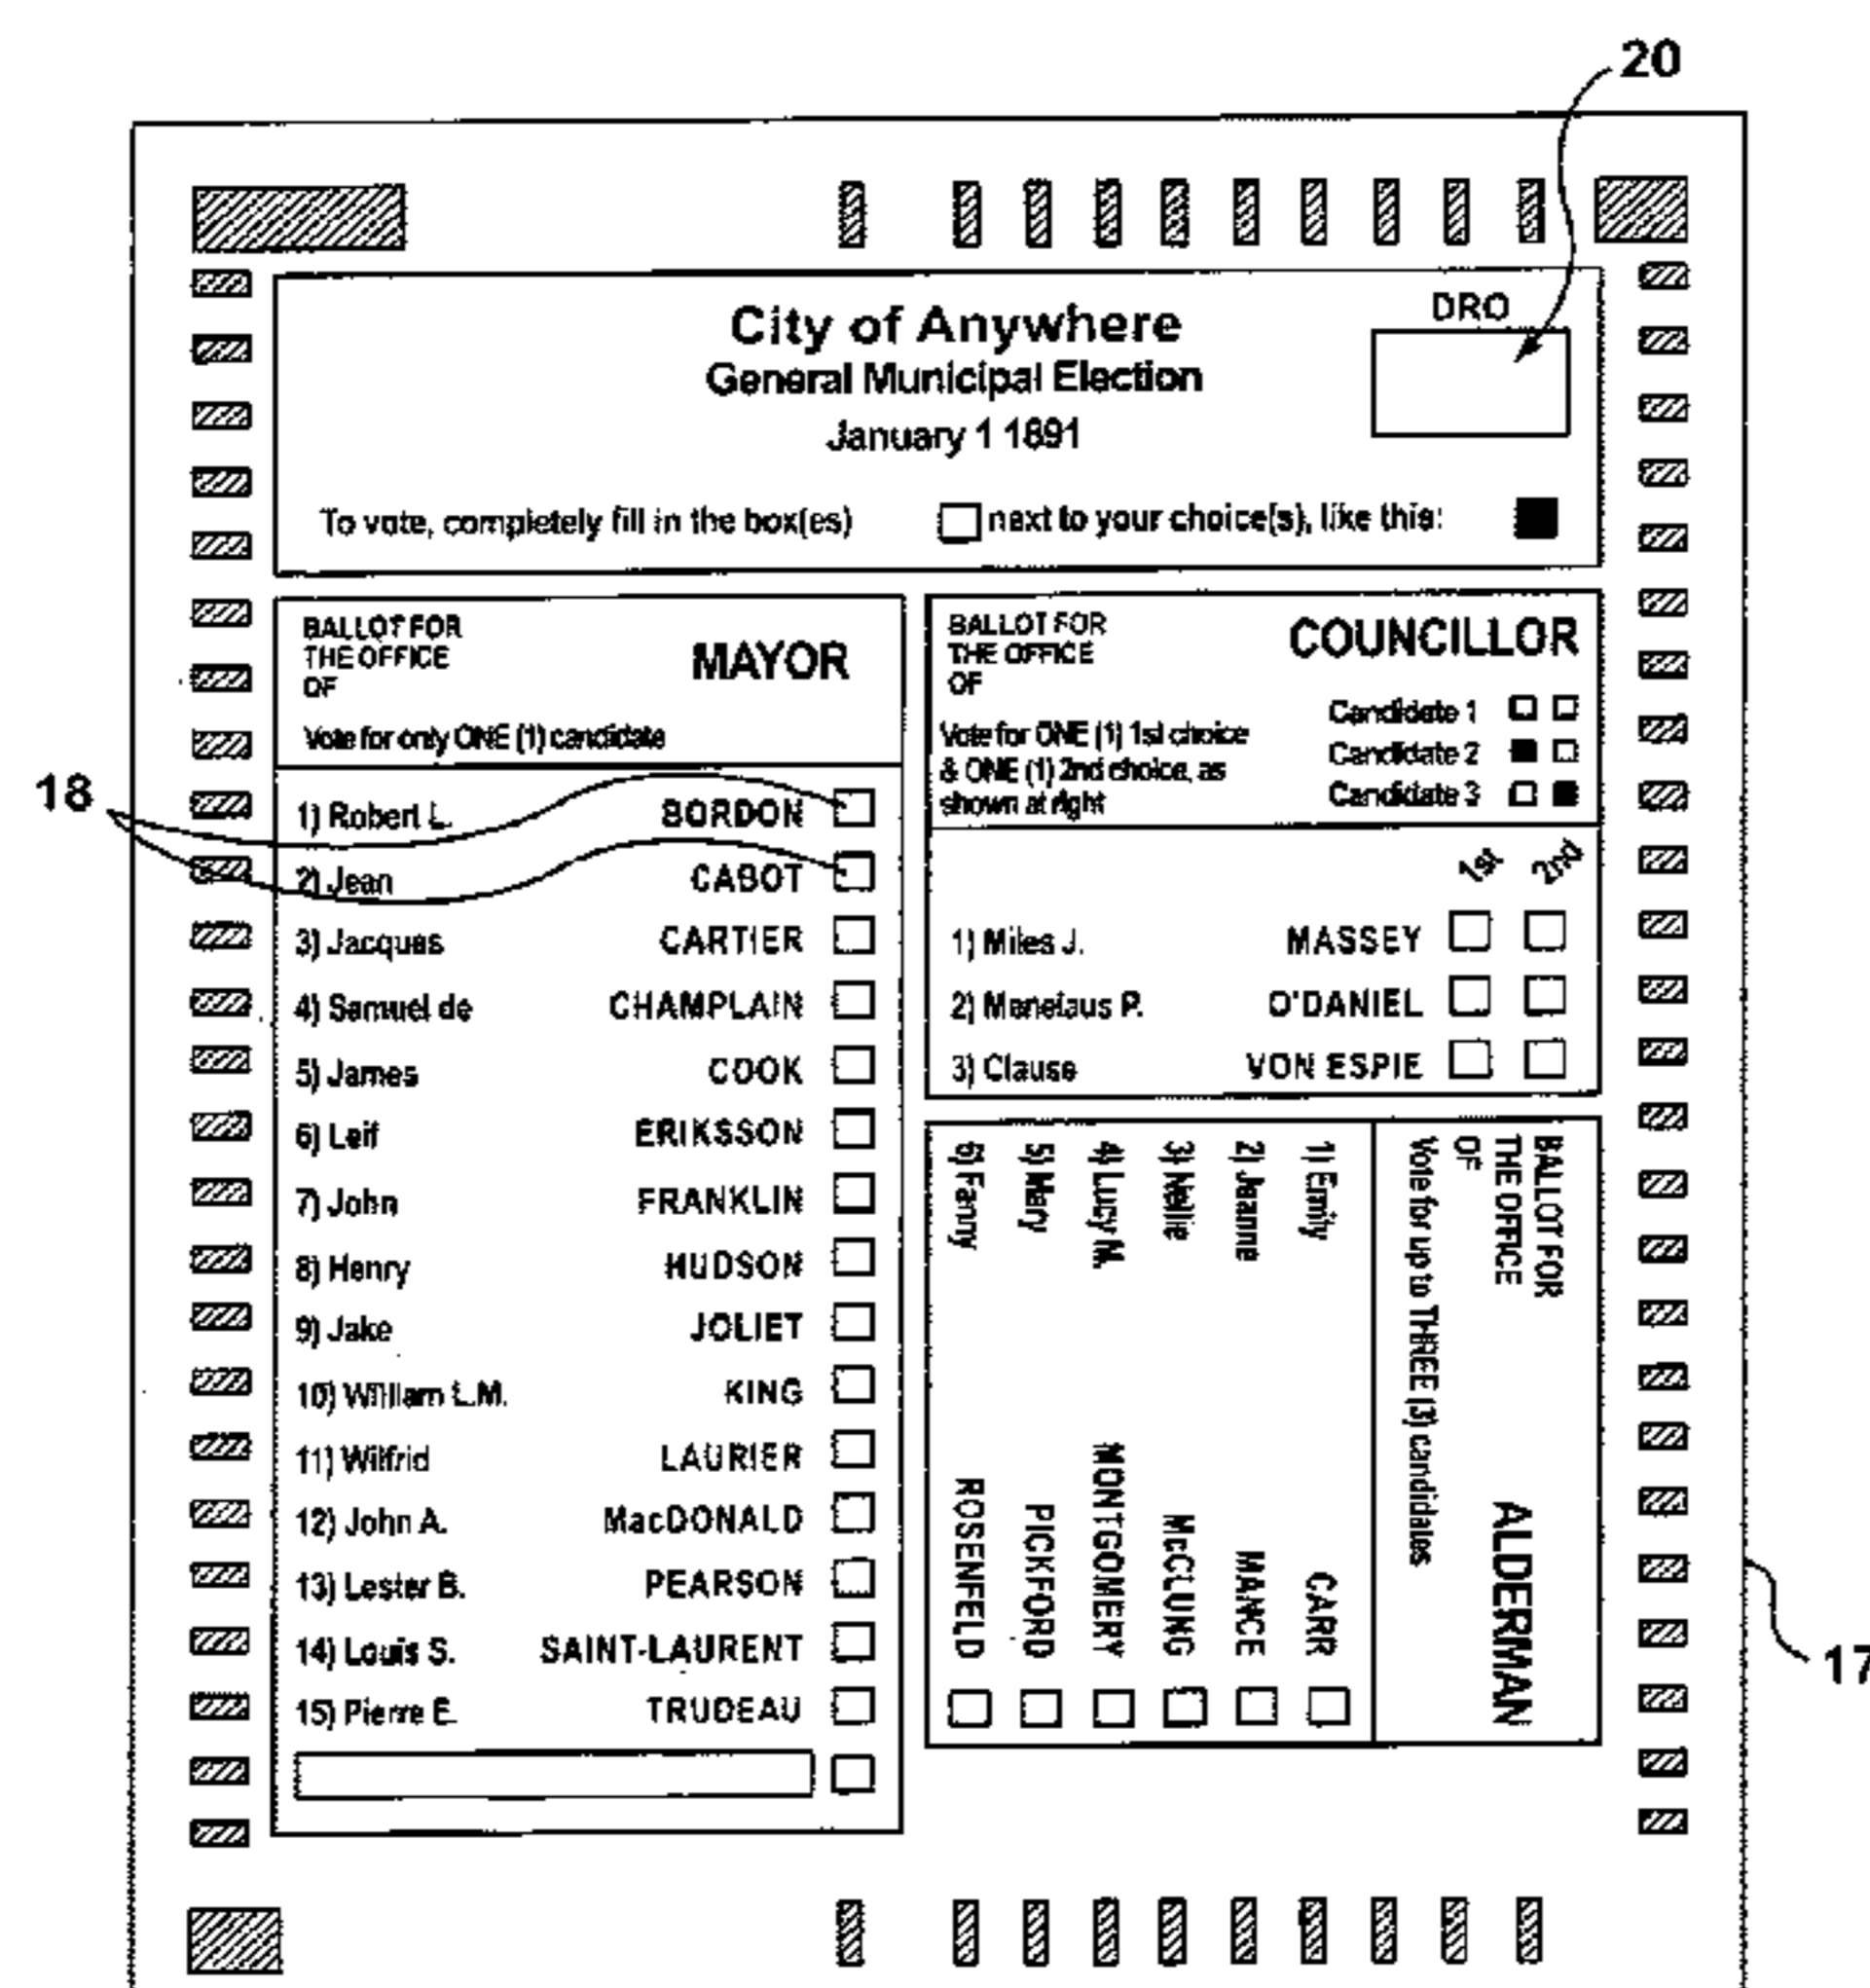 20
DRO
City of Anywhere
General Municipal Election
January 1 1891
To vote, completely fill in the box(es) next to your choice(s), like this:
BALLOT FOR
THE OFFICE
OF
MAYOR
Vote for only ONE (1) candidate
18
1) Robert L. BORDON
2) Jean CABOT
3) Jacques CARTIER
4) Samuel de CHAMPLAIN
5) James COOK
6) Leif ERIKSSON
7) John FRANKLIN
8) Henry HUDSON
9) Jake JOLIET
10) William L.M. KING
11) Wilfrid LAURIER
12) John A. MacDONALD
13) Lester B. PEARSON
14) Louis S. SAINT-LAURENT
15) Pierre E. TRUDEAU
BALLOT FOR
THE OFFICE
OF
COUNCILLOR
Vote for ONE (1) 1st choice
& ONE (1) 2nd choice, as
shown at right
Candidate 1
Candidate 2
Candidate 3
1st 2nd
1) Miles J. MASSEY
2) Menelaus P. O'DANIEL
3) Clause VON ESPIE
BALLOT FOR
THE OFFICE
OF
ALDERMAN
Vote for up to THREE (3) candidates
1) Emily CARR
2) Jeanne MANCE
3) Nellie McCLUNG
4) Lucy M. MONTGOMERY
5) Mary PICKFORD
6) Fanny ROSENFELD
17